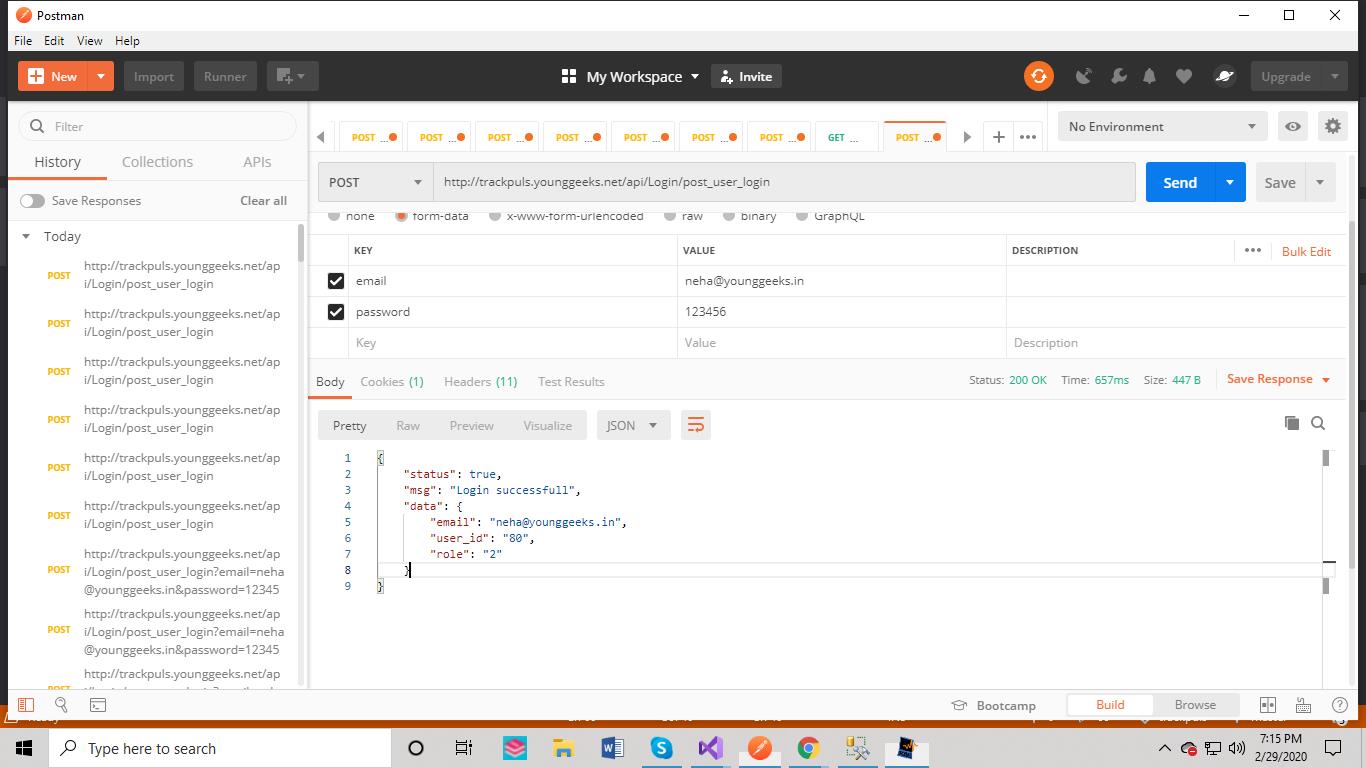 Postman
File Edit View Help
New Import Runner My Workspace Invite Upgrade
Filter
History Collections APIs
Save Responses Clear all
Today
POST http://trackpuls.younggeeks.net/ap
i/Login/post_user_login
POST http://trackpuls.younggeeks.net/ap
i/Login/post_user_login
POST http://trackpuls.younggeeks.net/ap
i/Login/post_user_login
POST http://trackpuls.younggeeks.net/ap
i/Login/post_user_login
POST http://trackpuls.younggeeks.net/ap
i/Login/post_user_login
POST http://trackpuls.younggeeks.net/ap
i/Login/post_user_login
POST http://trackpuls.younggeeks.net/ap
i/Login/post_user_login?email=neha
@younggeeks.in&password=12345
POST http://trackpuls.younggeeks.net/ap
i/Login/post_user_login?email=neha
@younggeeks.in&password=12345
http://trackpuls.younggeeks.net/ap
POST ... POST ... POST ... POST ... POST ... POST ... POST ... GET ... POST ... No Environment
POST http://trackpuls.younggeeks.net/api/Login/post_user_login Send Save
none form-data x-www-form-urlencoded raw binary GraphQL
KEY VALUE DESCRIPTION ••• Bulk Edit
email neha@younggeeks.in
password 123456
Key Value Description
Body Cookies (1) Headers (11) Test Results Status: 200 OK Time: 657ms Size: 447 B Save Response
Pretty Raw Preview Visualize JSON
1 {
2 "status": true,
3 "msg": "Login successfull",
4 "data": {
5 "email": "neha@younggeeks.in",
6 "user_id": "80",
7 "role": "2"
8 }
9 }
Bootcamp Build Browse
Type here to search
7:15 PM
2/29/2020